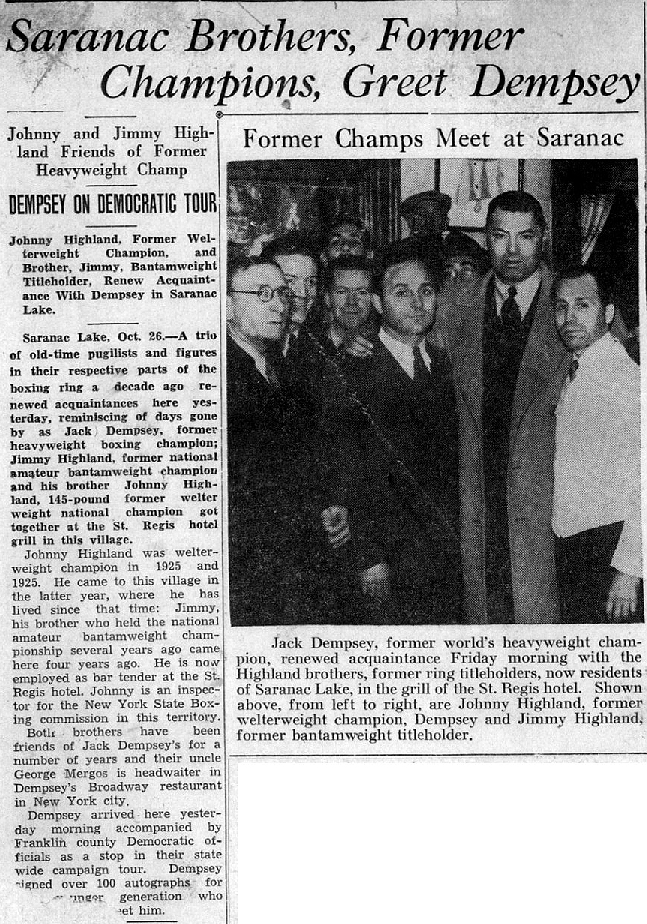 Saranac Brothers, Former
Champions, Greet Dempsey
Johnny and Jimmy High-
land Friends of Former
Heavyweight Champ
DEMPSEY ON DEMOCRATIC TOUR
Johnny Highland, Former Wel-
terweight Champion, and
Brother, Jimmy, Bantamweight
Titleholder, Renew Acquaint-
ance With Dempsey in Saranac
Lake.
Saranac Lake, Oct. 26.—A trio
of old-time pugilists and figures
in their respective parts of the
boxing ring a decade ago re-
newed acquaintances here yes-
terday, reminiscing of days gone
by as Jack Dempsey, former
heavyweight boxing champion;
Jimmy Highland, former national
amateur bantamweight champion
and his brother Johnny High-
land, 145-pound former welter
weight national champion got
together at the St. Regis hotel
grill in this village.
Johnny Highland was welter-
weight champion in 1925 and
1925. He came to this village in
the latter year, where he has
lived since that time: Jimmy,
his brother who held the national
amateur bantamweight cham-
pionship several years ago came
here four years ago. He is now
employed as bar tender at the St.
Regis hotel. Johnny is an inspec-
tor for the New York State Box-
ing commission in this territory.
Both brothers have been
friends of Jack Dempsey's for a
number of years and their uncle
George Mergos is headwaiter in
Dempsey's Broadway restaurant
in New York city.
Dempsey arrived here yester-
day morning accompanied by
Franklin county Democratic of-
ficials as a stop in their state
wide campaign tour. Dempsey
signed over 100 autographs for
generation who
him.
Former Champs Meet at Saranac
Jack Dempsey, former world's heavyweight cham-
pion, renewed acquaintance Friday morning with the
Highland brothers, former ring titleholders, now residents
of Saranac Lake, in the grill of the St. Regis hotel. Shown
above, from left to right, are Johnny Highland, former
welterweight champion, Dempsey and Jimmy Highland,
former bantamweight titleholder.